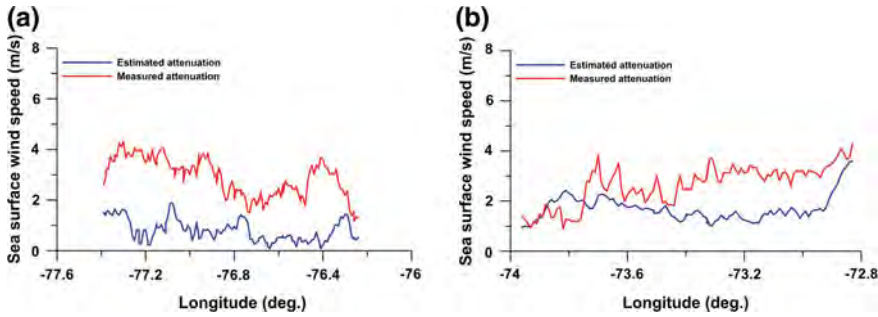 (a)
Sea surface wind speed (m/s)
8
6
4
2
0
Estimated attenuation
Measured attenuation
-77.6
-77.2
-76.8
-76.4
-76
Longitude (deg.)
(b)
Sea surface wind speed (m/s)
8
6
4
2
0
Estimated attenuation
Measured attenuation
-74
-73.6
-73.2
-72.8
Longitude (deg.)